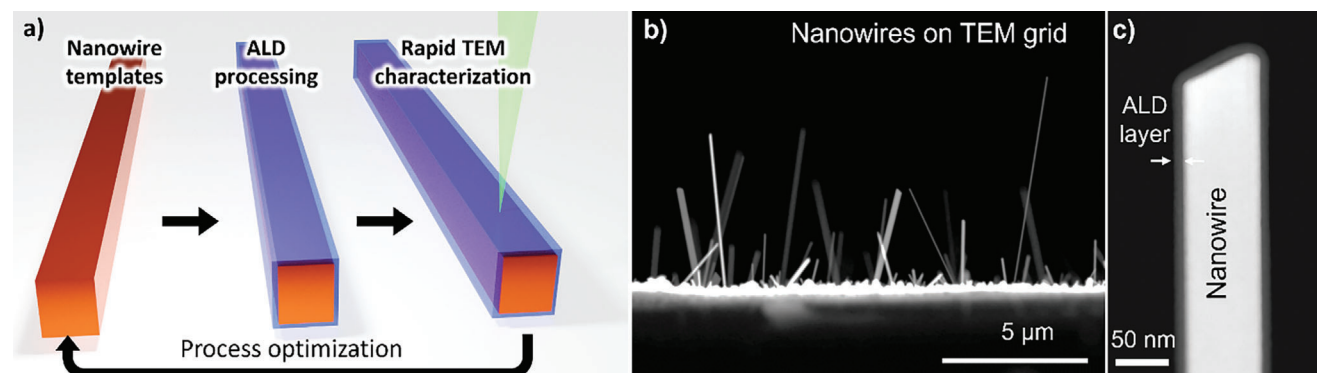 a)
Nanowire
templates
ALD
processing
Rapid TEM
characterization
Process optimization
b)
Nanowires on TEM grid
5 µm
c)
ALD
layer
Nanowire
50 nm